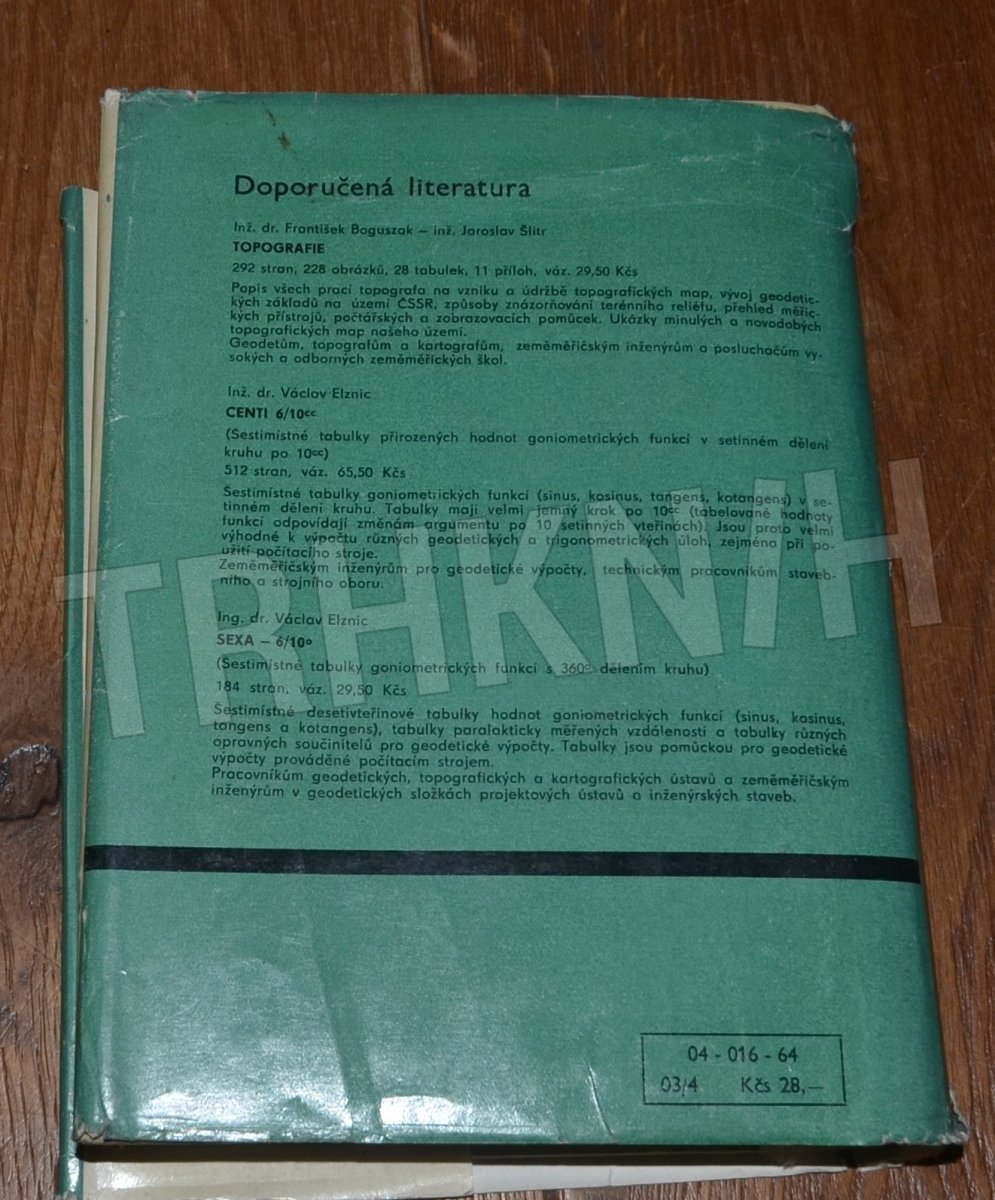 Doporučená literatura
Inž. dr. František Boguszak – inž. Jaroslav Šlitr
TOPOGRAFIE
292 stran, 228 obrázků, 28 tabulek, 11 příloh, váz. 29,50 Kčs
Popis všech prací topografa na vzniku a údržbě topografických map, vývoj geodetic-
kých základů na území ČSSR, způsoby znázorňování terénního reliéfu, přehled měřic-
kých přístrojů, počtářských a zobrazovacích pomůcek. Ukázky minulých a novodobých
topografických map našeho území.
Geodetům, topografům a kartografům, zeměměřičským inženýrům a posluchačům vy-
sokých a odborných zeměměřických škol.
Inž. dr. Václav Elznic
CENTI 6/10cc
(Šestimístné tabulky přirozených hodnot goniometrických funkcí v setinném dělení
kruhu po 10cc)
512 stran, váz. 65,50 Kčs
Šestimístné tabulky goniometrických funkcí (sinus, kosinus, tangens, kotangens) v se-
tinném dělení kruhu. Tabulky mají velmi jemný krok po 10cc (tabelované hodnoty
funkcí odpovídají změnám argumentu po 10 setinných vteřinách). Jsou proto velmi
výhodné k výpočtu různých geodetických a trigonometrických úloh, zejména při po-
užití počítacího stroje.
Zeměměřičským inženýrům pro geodetické výpočty, technickým pracovníkům staveb-
ního a strojního oboru.
Ing. dr. Václav Elznic
SEXA – 6/10º
(Šestimístné tabulky goniometrických funkcí s 360º dělením kruhu)
184 stran, váz. 29,50 Kčs
Šestimístné desetivteřinové tabulky hodnot goniometrických funkcí (sinus, kosinus,
tangens a kotangens), tabulky paralakticky měřených vzdáleností a tabulky různých
opravných součinitelů pro geodetické výpočty. Tabulky jsou pomůckou pro geodetické
výpočty prováděné počítacím strojem.
Pracovníkům geodetických, topografických a kartografických ústavů a zeměměřičským
inženýrům v geodetických složkách projektových ústavů a inženýrských staveb.
TRHKNIH
04 - 016 - 64
03/4 Kčs 28,—